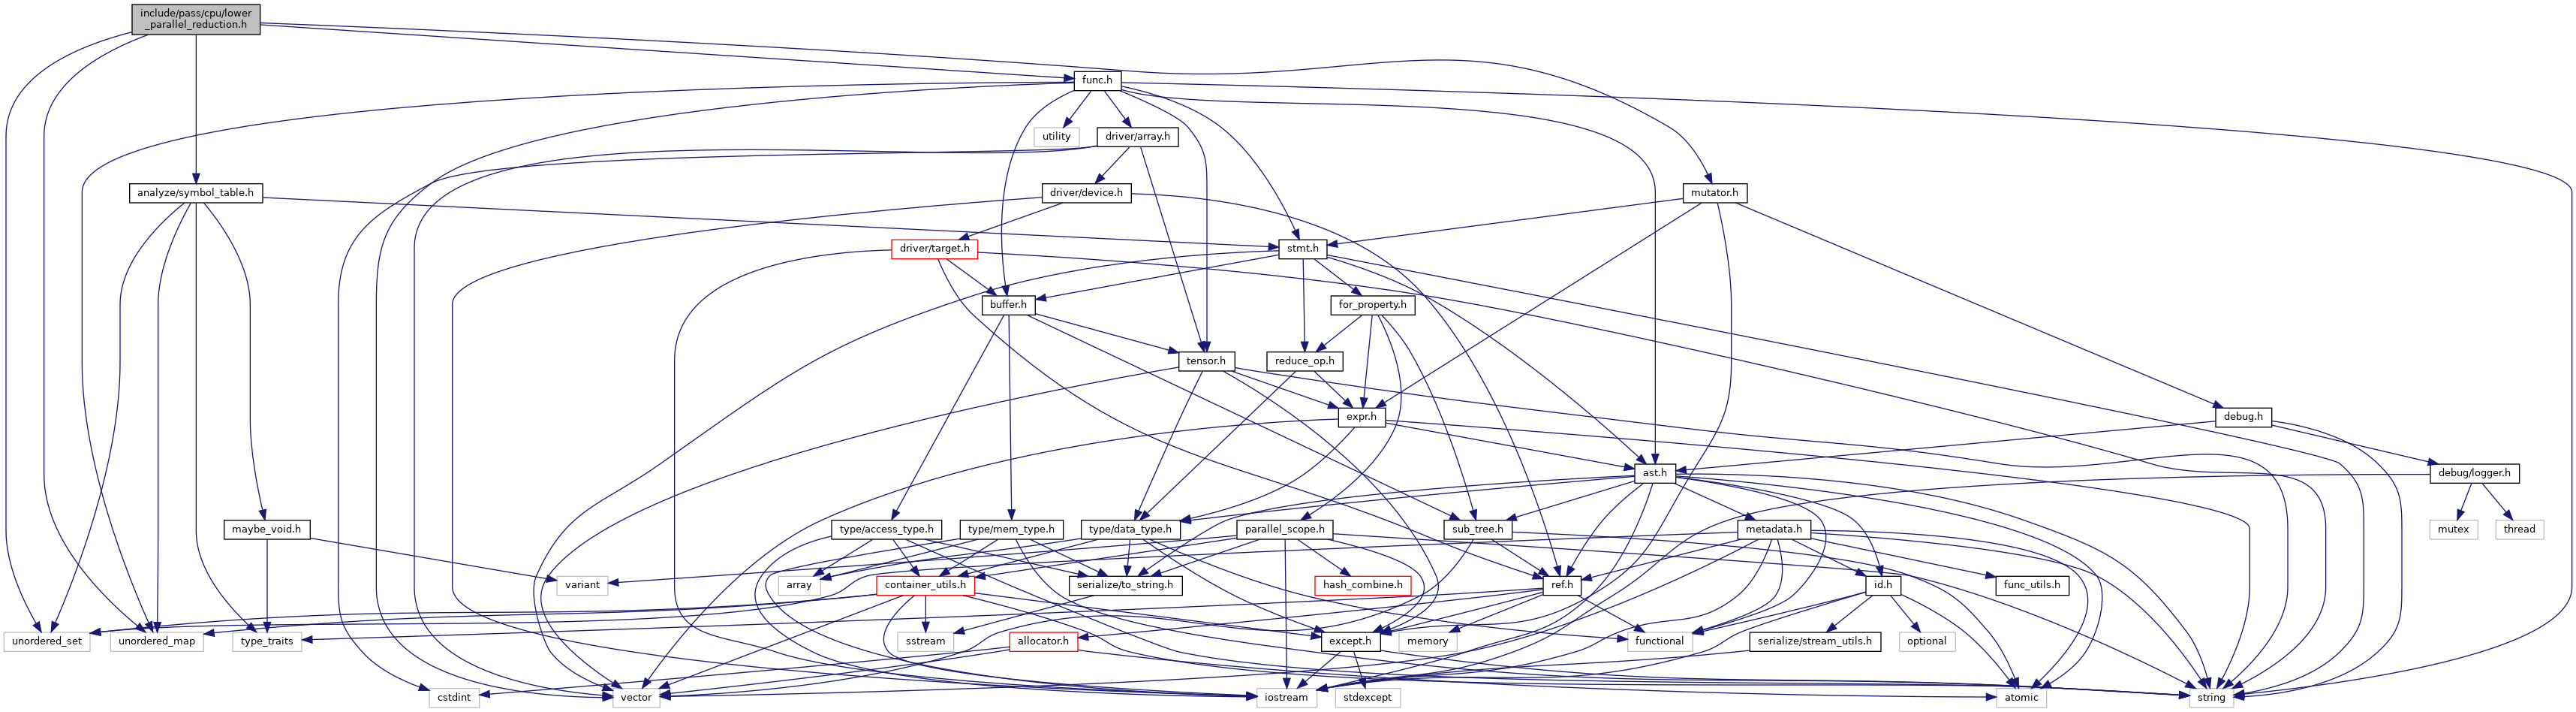 include/pass/cpu/lower
_parallel_reduction.h
func.h
utility
driver/array.h
analyze/symbol_table.h
driver/device.h
mutator.h
driver/target.h
stmt.h
buffer.h
for_property.h
tensor.h
reduce_op.h
expr.h
debug.h
ast.h
debug/logger.h
maybe_void.h
type/access_type.h
type/mem_type.h
type/data_type.h
parallel_scope.h
sub_tree.h
metadata.h
mutex
thread
variant
array
container_utils.h
serialize/to_string.h
hash_combine.h
ref.h
id.h
func_utils.h
unordered_set
unordered_map
type_traits
sstream
allocator.h
except.h
memory
functional
serialize/stream_utils.h
optional
cstdint
vector
iostream
stdexcept
atomic
string